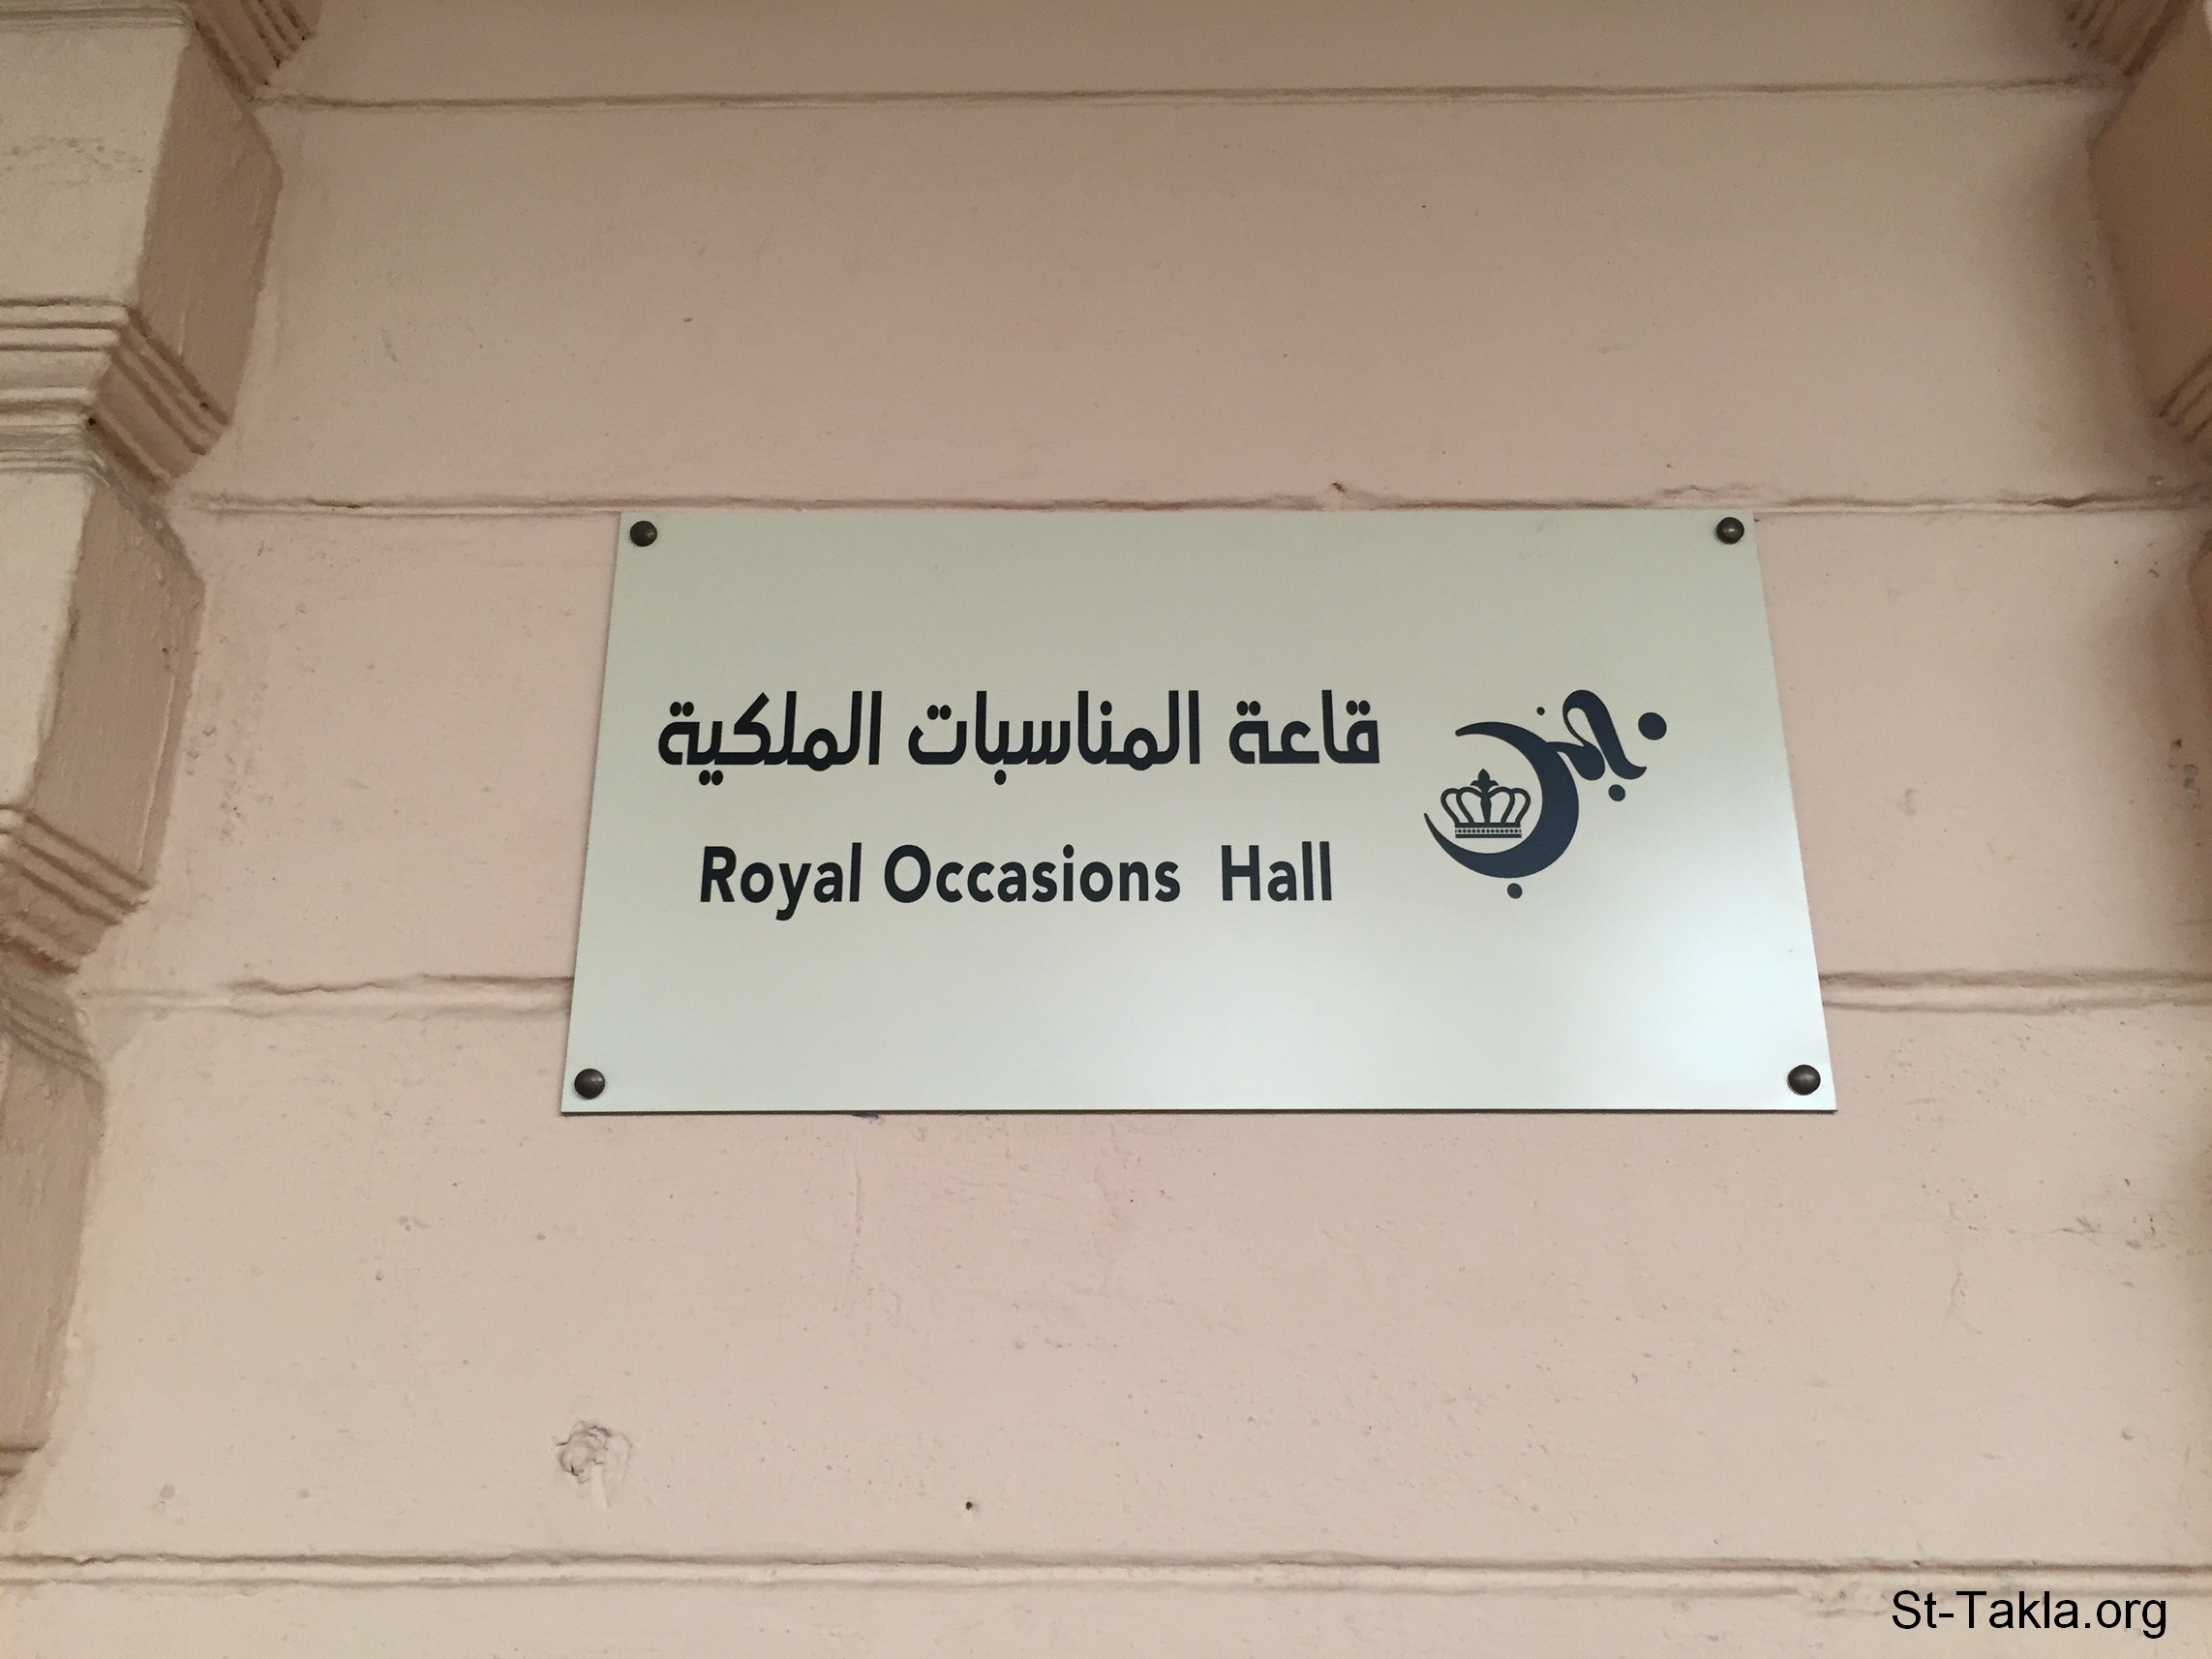 قاعة المناسبات الملكية
Royal Occasions Hall
St-Takla.org